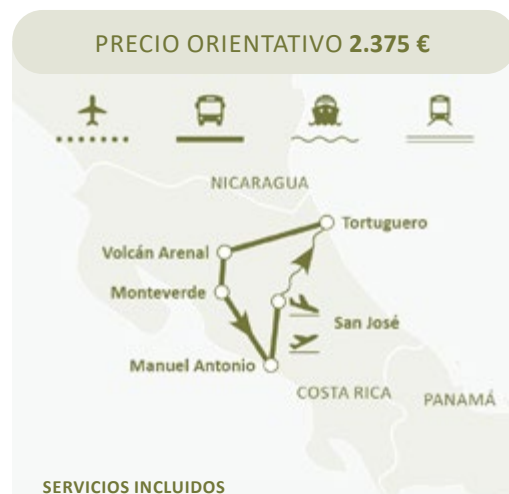 PRECIO ORIENTATIVO 2.375 €
NICARAGUA
Tortuguero
Volcán Arenal
Monteverde
San José
Manuel Antonio
COSTA RICA
PANAMÁ
SERVICIOS INCLUIDOS